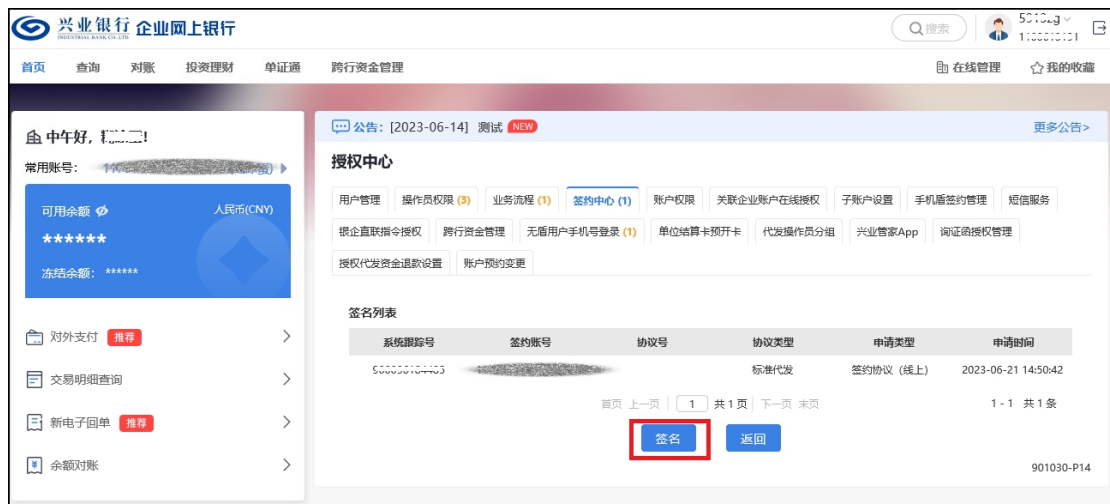 兴业银行 企业网上银行
INDUSTRIAL BANK CO.,LTD.
搜索
首页 查询 对账 投资理财 单证通 跨行资金管理 在线管理 我的收藏
中午好,
公告: [2023-06-14] 测试 NEW 更多公告>
常用账号:
可用余额 人民币(CNY)
******
冻结余额: ******
对外支付 推荐
交易明细查询
新电子回单 推荐
余额对账
授权中心
用户管理 操作员权限 (3) 业务流程 (1) 签约中心 (1) 账户权限 关联企业账户在线授权 子账户设置 手机盾签约管理 短信服务
银企直联指令授权 跨行资金管理 无盾用户手机号登录 (1) 单位结算卡预开卡 代发操作员分组 兴业管家App 询证函授权管理
授权代发资金退款设置 账户预约变更
签名列表
系统跟踪号 签约账号 协议号 协议类型 申请类型 申请时间
标准代发 签约协议（线上） 2023-06-21 14:50:42
首页 上一页 1 共1页 下一页 末页 1 - 1 共1条
签名 返回
901030-P14